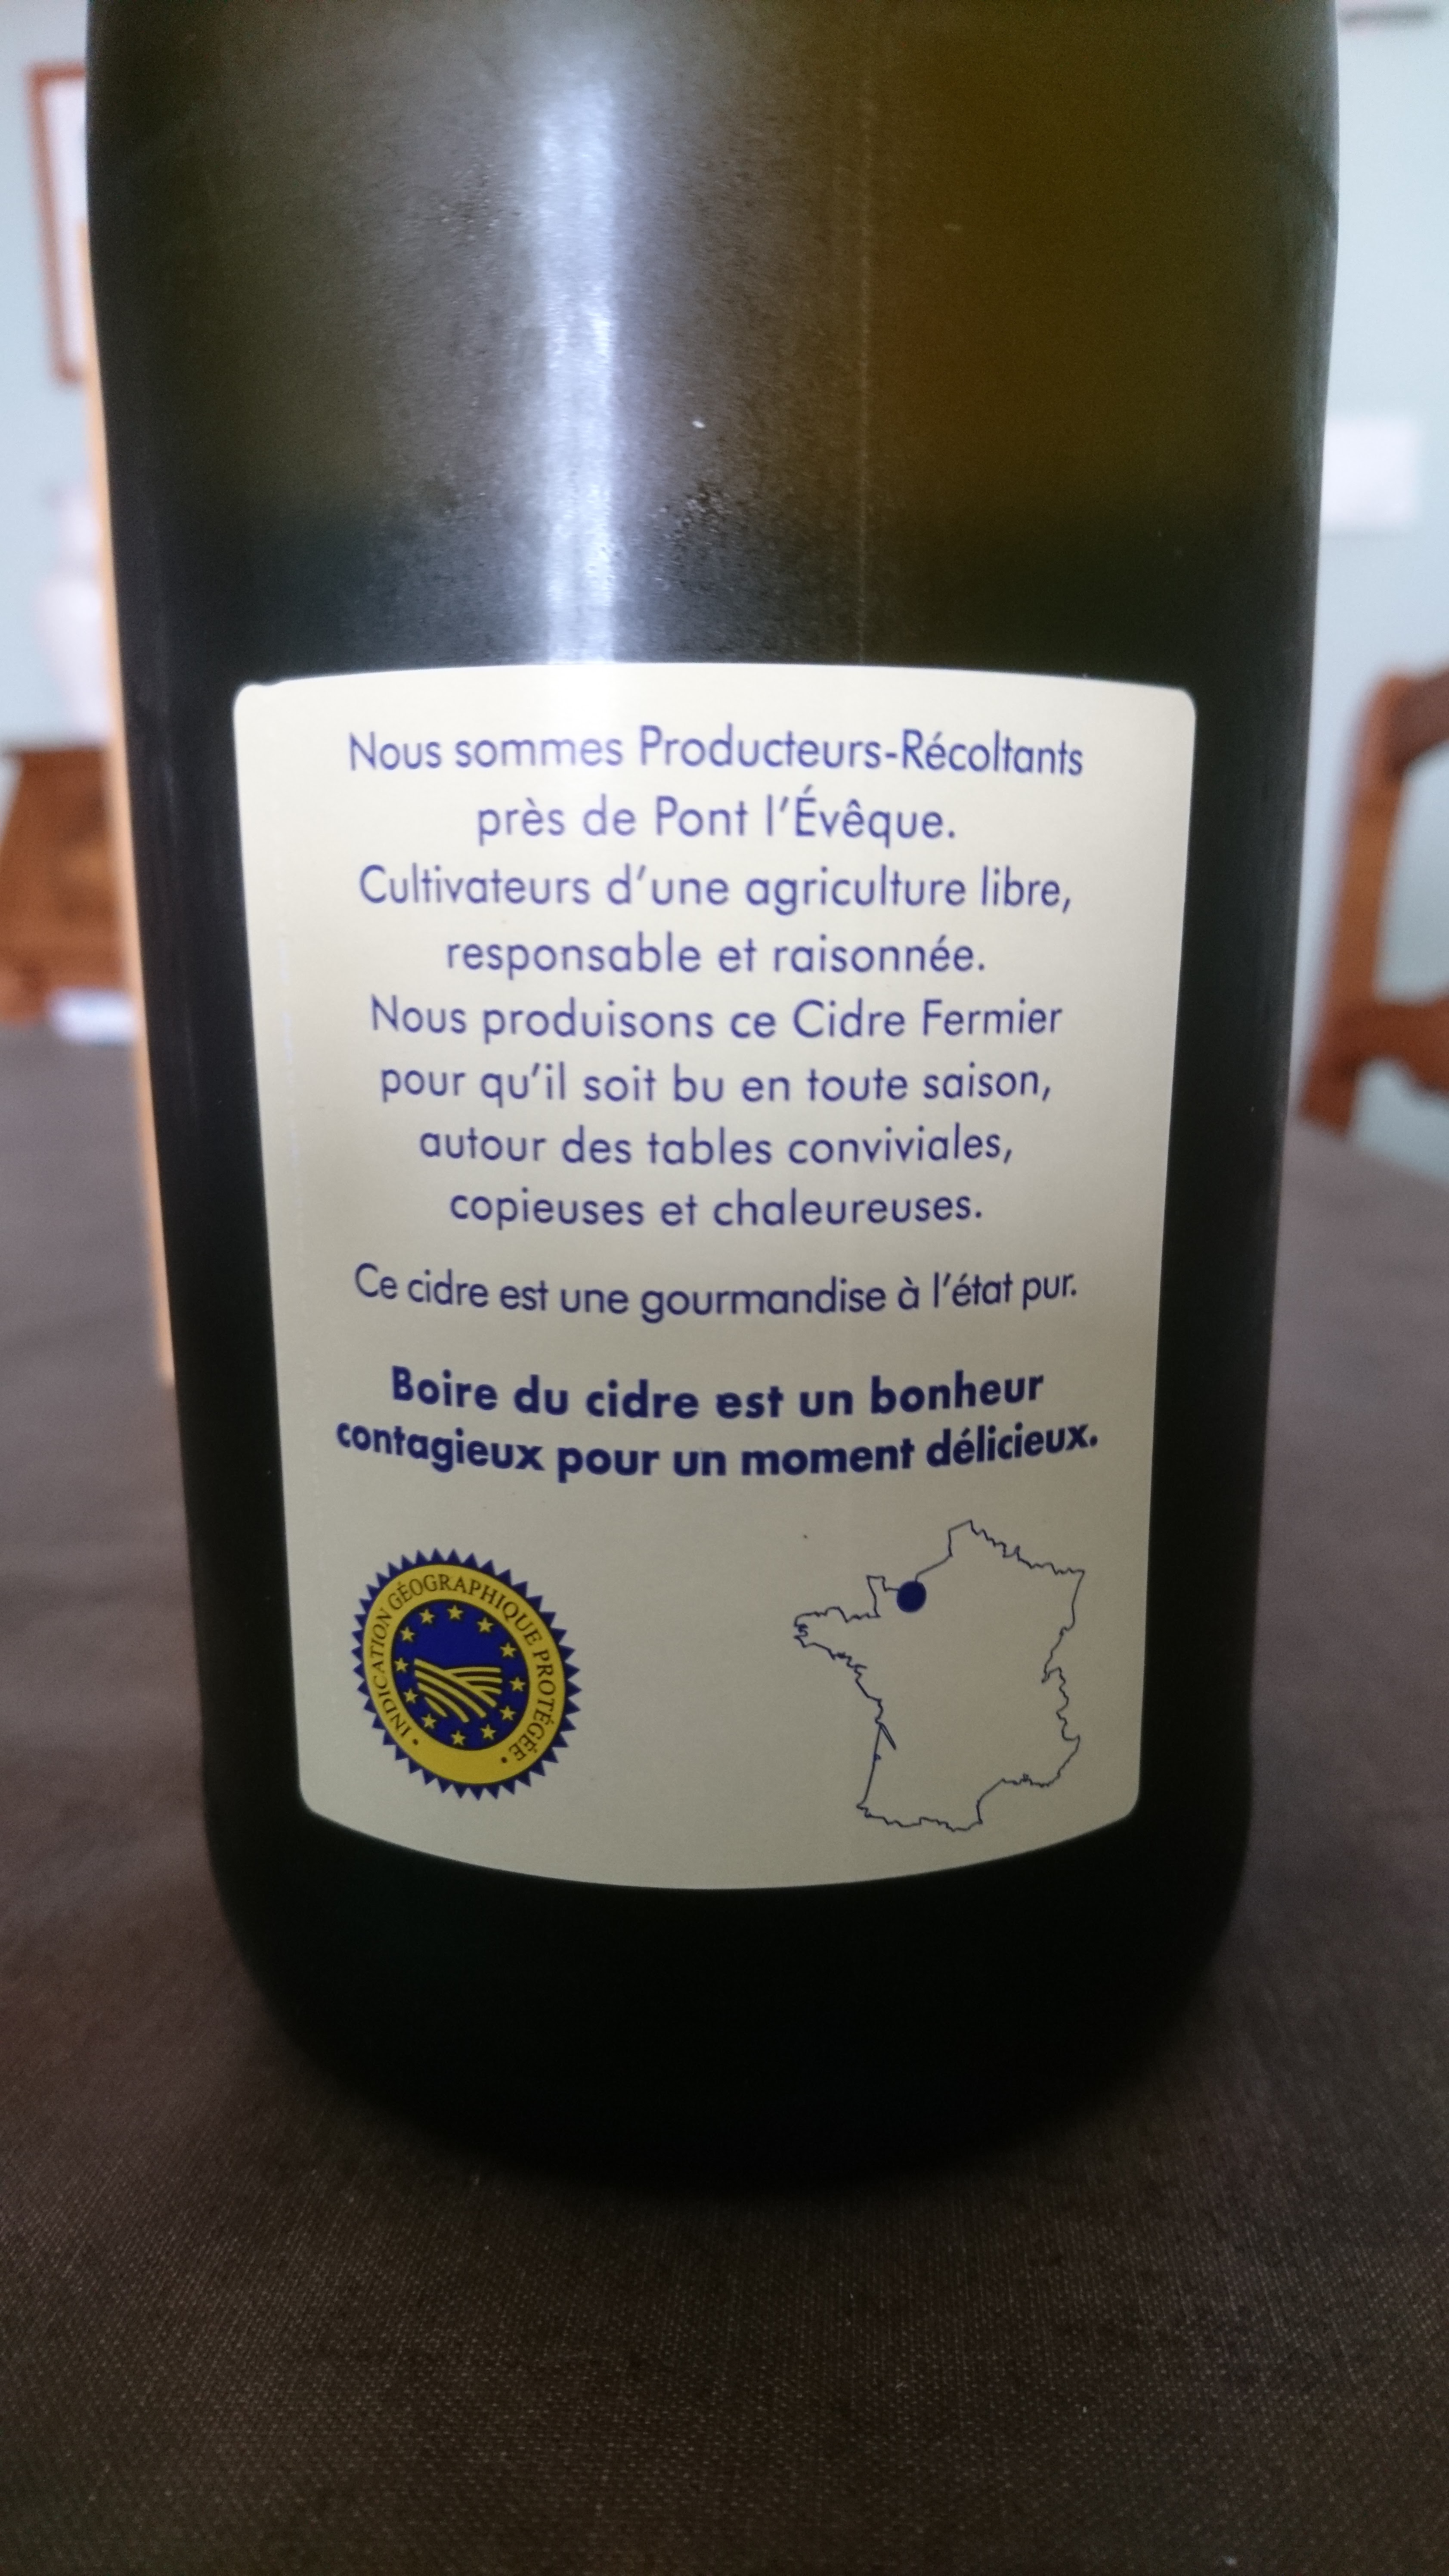 Nous sommes Producteurs-Récoltants
près de Pont l'Évêque.
Cultivateurs d'une agriculture libre,
responsable et raisonnée.
Nous produisons ce Cidre Fermier
pour qu'il soit bu en toute saison,
autour des tables conviviales,
copieuses et chaleureuses.
Ce cidre est une gourmandise à l'état pur.
Boire du cidre est un bonheur
contagieux pour un moment délicieux.
• INDICATION GÉOGRAPHIQUE PROTÉGÉE •